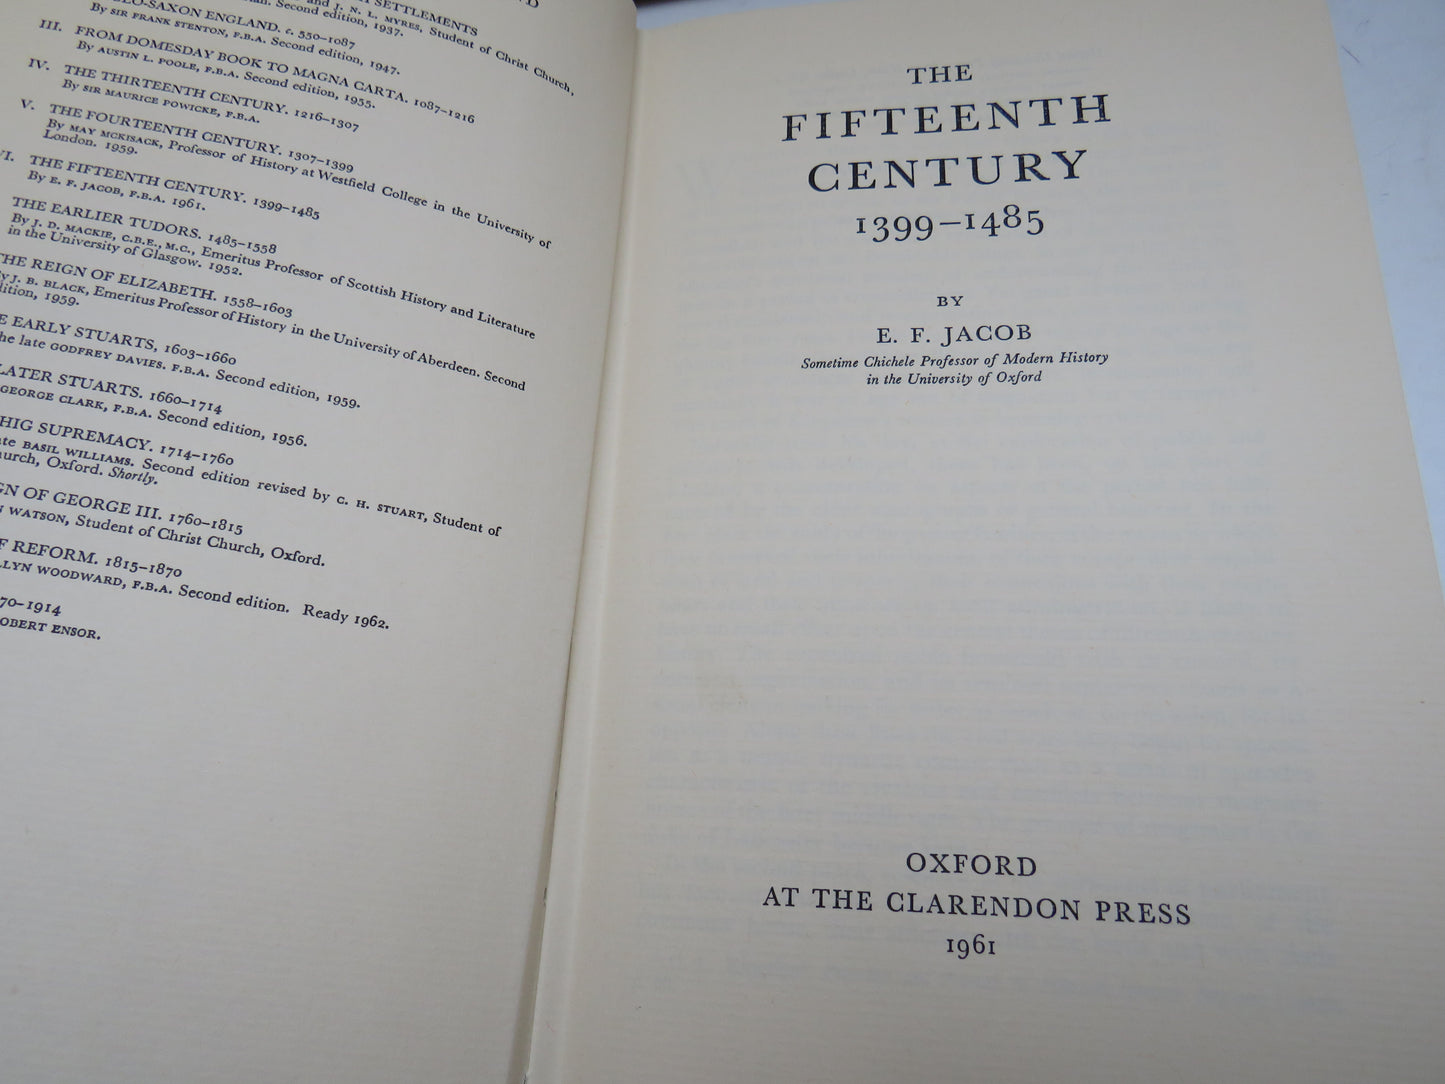 SETTLEMENTS
and J. N. L. MYRES, Student of Christ Church,
Second edition, 1937.
SAXON ENGLAND. c. 550–1087
By SIR FRANK STENTON, F.B.A. Second edition, 1947.
III. FROM DOMESDAY BOOK TO MAGNA CARTA. 1087–1216
By AUSTIN L. POOLE, F.B.A. Second edition, 1955.
IV. THE THIRTEENTH CENTURY. 1216–1307
By SIR MAURICE POWICKE, F.B.A.
V. THE FOURTEENTH CENTURY. 1307–1399
By MAY MCKISACK, Professor of History at Westfield College in the University of
London. 1959.
VI. THE FIFTEENTH CENTURY. 1399–1485
By E. F. JACOB, F.B.A. 1961.
THE EARLIER TUDORS. 1485–1558
By J. D. MACKIE, C.B.E., M.C., Emeritus Professor of Scottish History and Literature
in the University of Glasgow. 1952.
THE REIGN OF ELIZABETH. 1558–1603
By J. B. BLACK, Emeritus Professor of History in the University of Aberdeen. Second
edition, 1959.
EARLY STUARTS, 1603–1660
the late GODFREY DAVIES. F.B.A. Second edition, 1959.
LATER STUARTS. 1660–1714
GEORGE CLARK, F.B.A. Second edition, 1956.
WHIG SUPREMACY. 1714–1760
late BASIL WILLIAMS. Second edition revised by C. H. STUART, Student of
Church, Oxford. Shortly.
OF GEORGE III. 1760–1815
WATSON, Student of Christ Church, Oxford.
OF REFORM. 1815–1870
WOODWARD, F.B.A. Second edition. Ready 1962.
70–1914
ROBERT ENSOR.
THE
FIFTEENTH
CENTURY
1399–1485
BY
E. F. JACOB
Sometime Chichele Professor of Modern History
in the University of Oxford
OXFORD
AT THE CLARENDON PRESS
1961